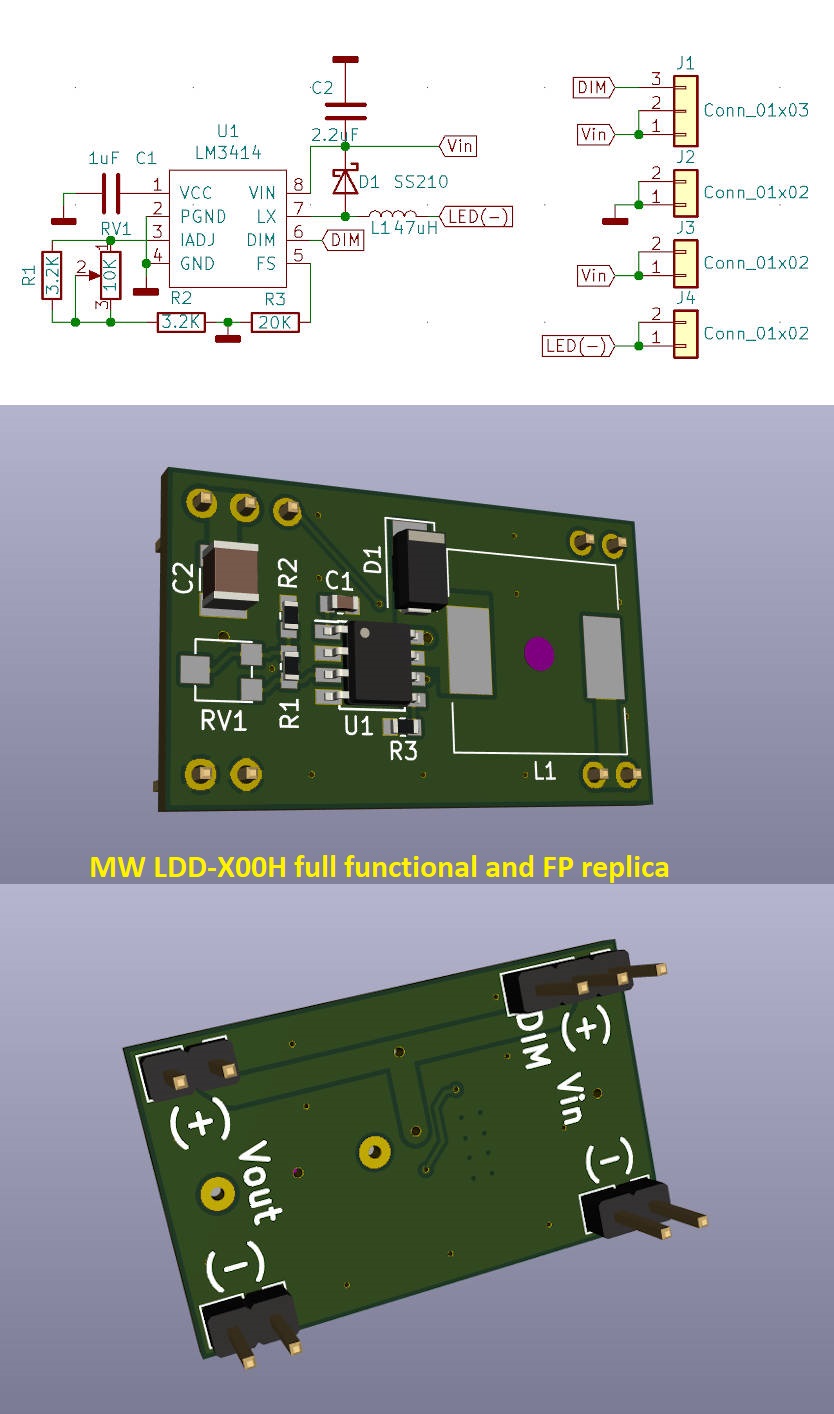 C2
2.2uF
Vin
U1
LM3414
1uF C1
1 VCC VIN 8
D1 SS210
2 PGND LX 7
L1 47uH
LED(-)
RV1
3 IADJ DIM 6
DIM
4 GND FS 5
R1
3.2K
1
2
10K
3
R2
3.2K
R3
20K
J1
DIM
3
2
Vin
1
Conn_01x03
J2
2
1
Conn_01x02
J3
2
Vin
1
Conn_01x02
J4
2
LED(-)
1
Conn_01x02
C2
R2
C1
D1
RV1
R1
U1
R3
L1
MW LDD-X00H full functional and FP replica
DIM
(+)
Vin
(-)
(+)
Vout
(-)